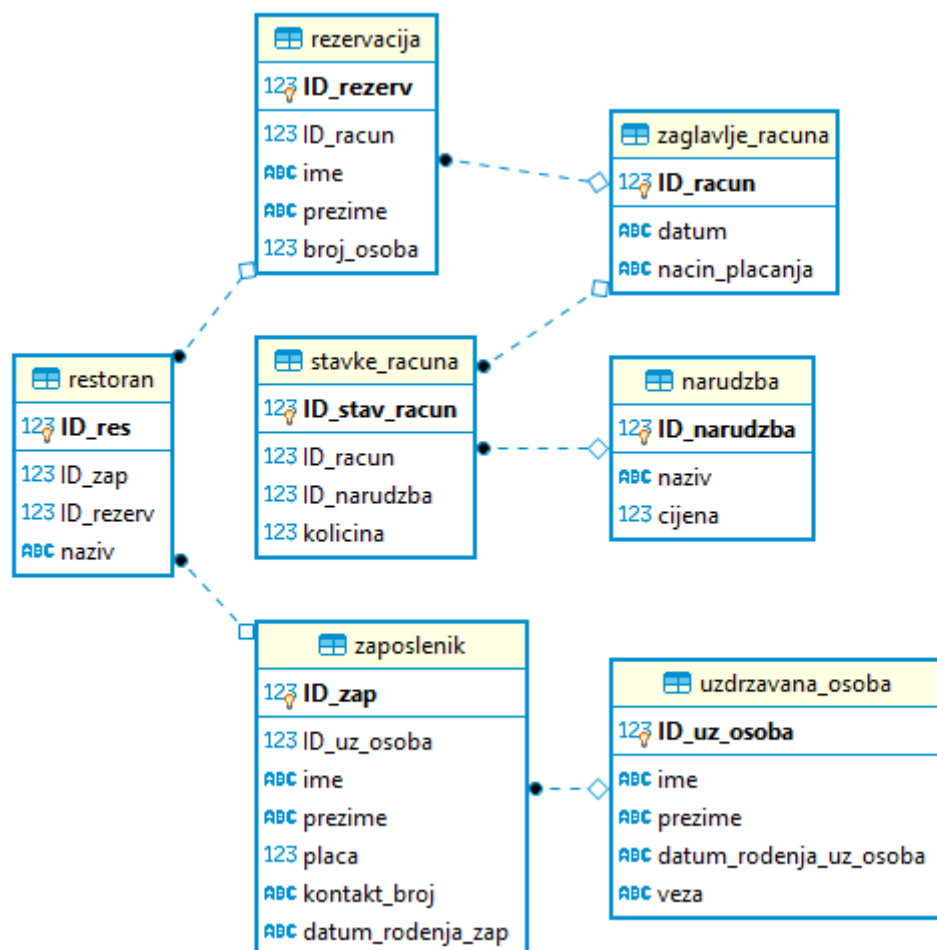 rezervacija
123 ID_rezerv
123 ID_racun
ABC ime
ABC prezime
123 broj_osoba
zaglavlje_racuna
123 ID_racun
ABC datum
ABC nacin_placanja
restoran
123 ID_res
123 ID_zap
123 ID_rezerv
ABC naziv
stavke_racuna
123 ID_stav_racun
123 ID_racun
123 ID_narudzba
123 kolicina
narudzba
123 ID_narudzba
ABC naziv
123 cijena
zaposlenik
123 ID_zap
123 ID_uz_osoba
ABC ime
ABC prezime
123 placa
ABC kontakt_broj
ABC datum_rodenja_zap
uzdrzavana_osoba
123 ID_uz_osoba
ABC ime
ABC prezime
ABC datum_rodenja_uz_osoba
ABC veza